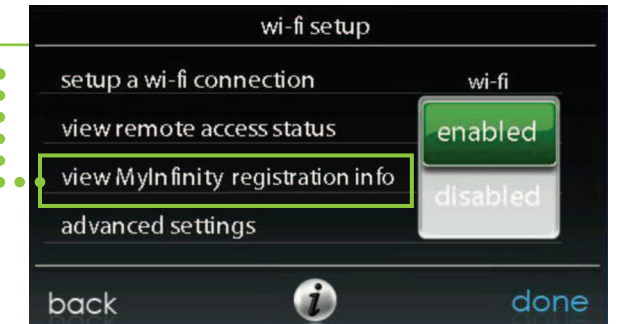 wi-fi setup
setup a wi-fi connection
wi-fi
view remote access status
enabled
view MyInfinity registration info
disabled
advanced settings
back
i
done